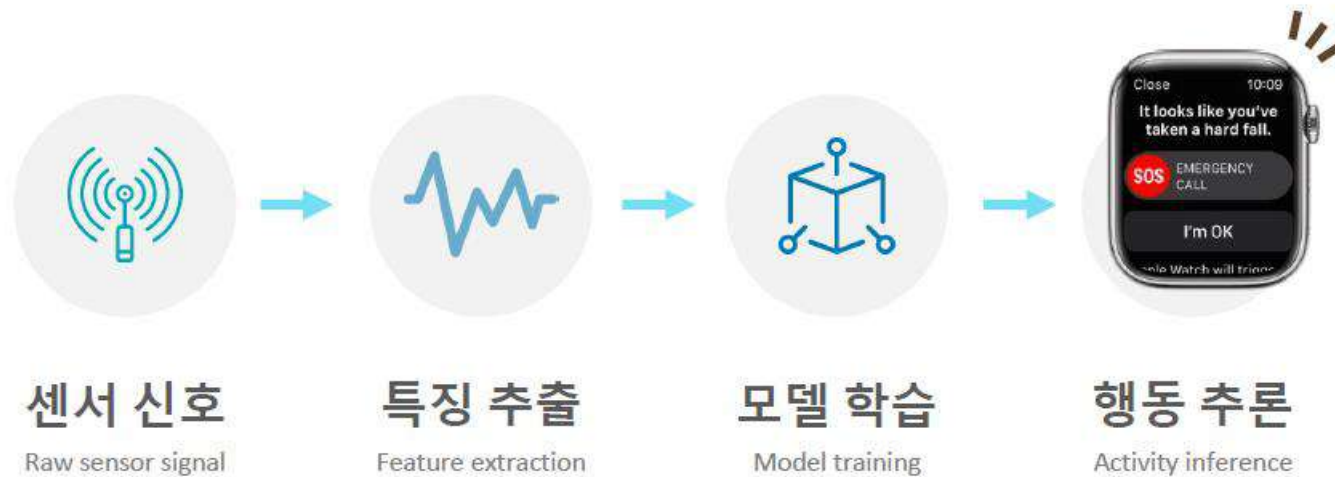 Close 10:09
It looks like you've
taken a hard fall.
SOS EMERGENCY
CALL
I'm OK
Watch will
센서 신호
Raw sensor signal
특징 추출
Feature extraction
모델 학습
Model training
행동 추론
Activity inference